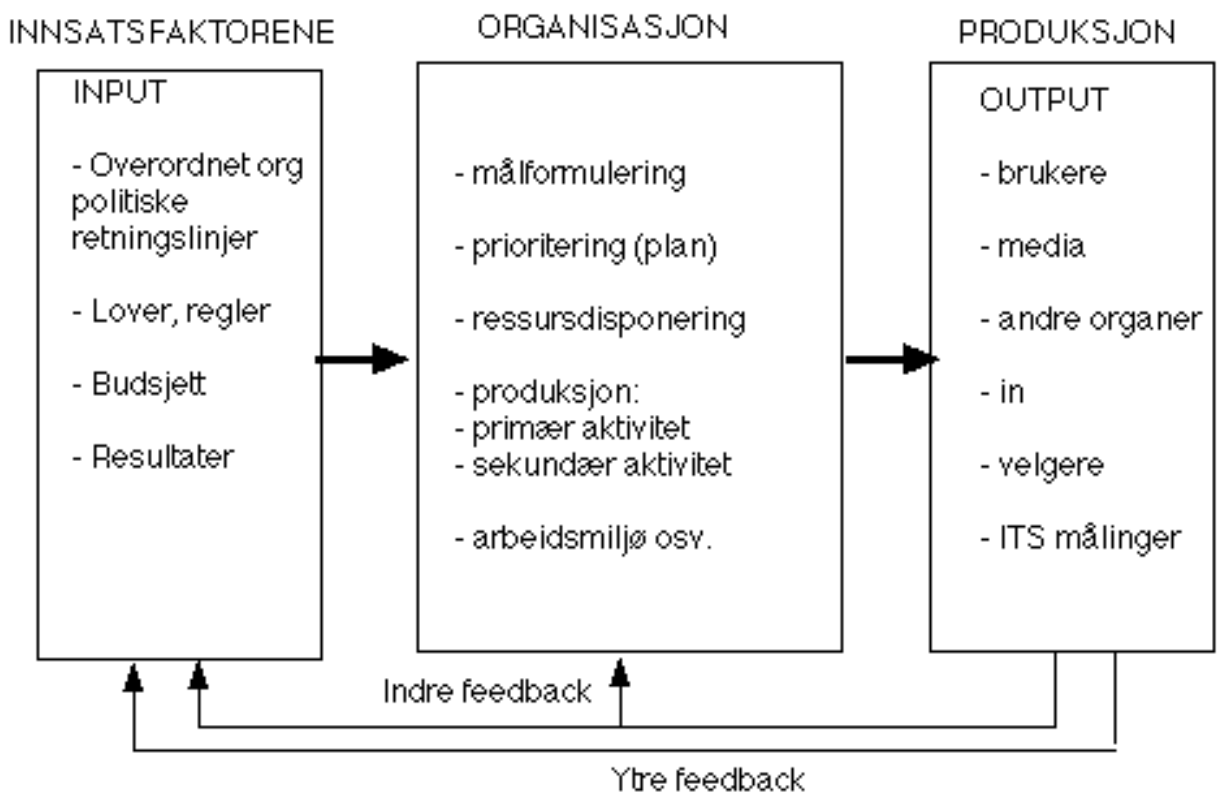 INNSATSFAKTORENE
INPUT
- Overordnet org
politiske
retningslinjer
- Lover, regler
- Budsjett
- Resultater
ORGANISASJON
- målformulering
- prioritering (plan)
- ressursdisponering
- produksjon:
- primær aktivitet
- sekundær aktivitet
- arbeidsmiljø osv.
PRODUKSJON
OUTPUT
- brukere
- media
- andre organer
- in
- velgere
- ITS målinger
Indre feedback
Ytre feedback